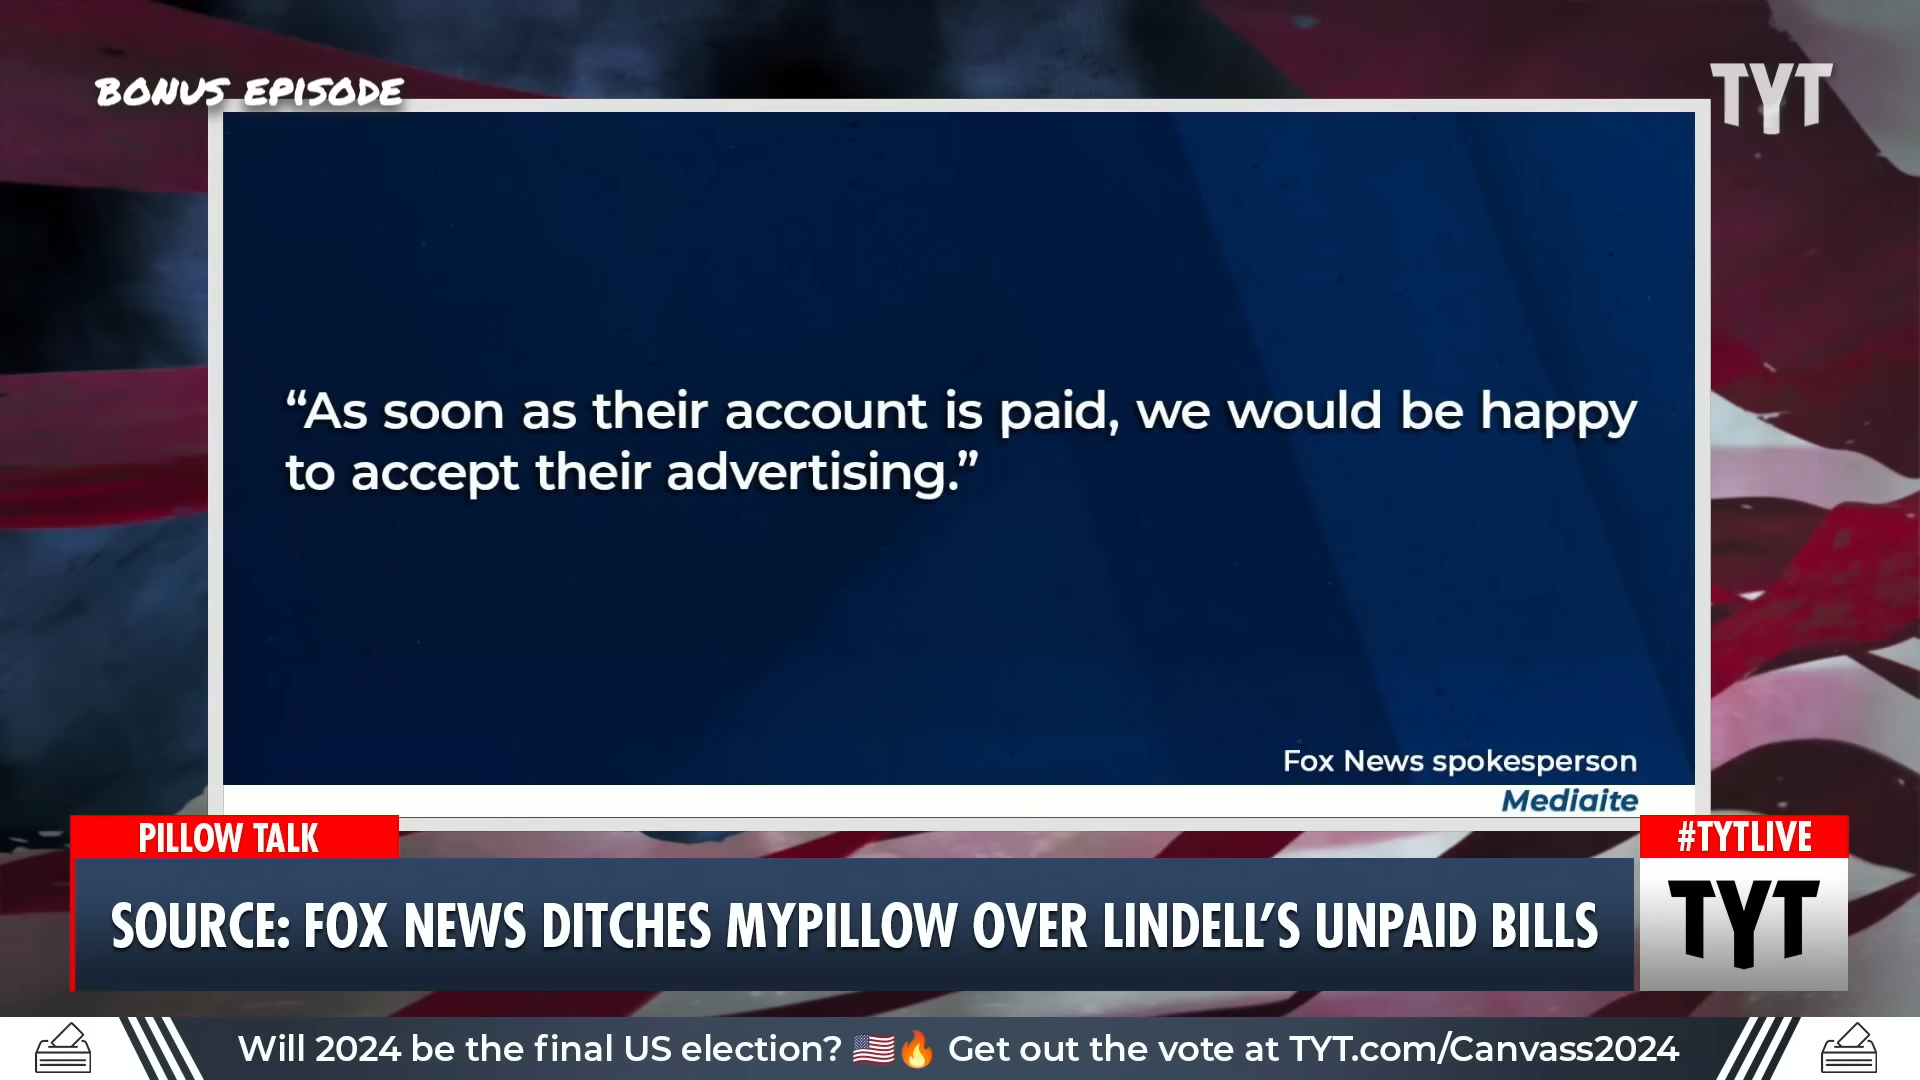 BONUS EPISODE
TYT
“As soon as their account is paid, we would be happy
to accept their advertising.”
Fox News spokesperson
Mediaite
PILLOW TALK
#TYTLIVE
SOURCE: FOX NEWS DITCHES MYPILLOW OVER LINDELL’S UNPAID BILLS
TYT
Will 2024 be the final US election? 🇺🇸🔥 Get out the vote at TYT.com/Canvass2024